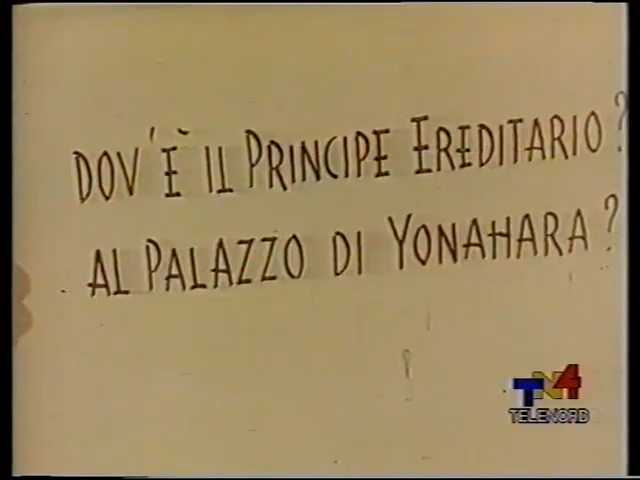 DOV'È IL PRINCIPE EREDITARIO?
AL PALAZZO DI YONAHARA?
TN4
TELENORD